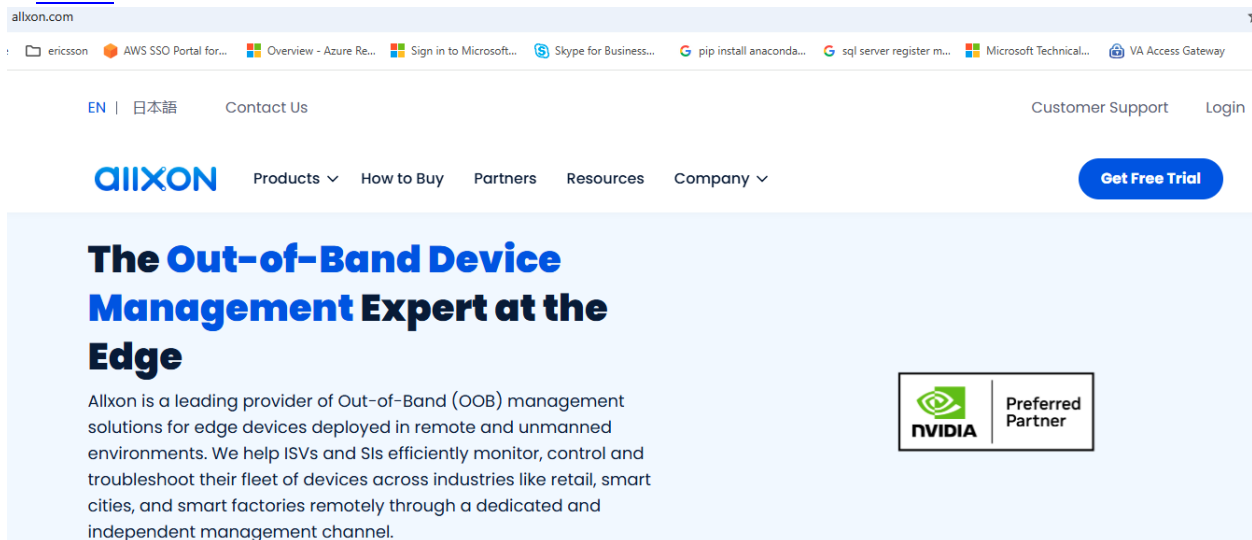 allxon.com
ericsson AWS SSO Portal for... Overview - Azure Re... Sign in to Microsoft... Skype for Business... pip install anaconda... sql server register m... Microsoft Technical... VA Access Gateway
EN | 日本語 Contact Us Customer Support Login
allxon Products How to Buy Partners Resources Company Get Free Trial
The Out-of-Band Device
Management Expert at the
Edge
Allxon is a leading provider of Out-of-Band (OOB) management
solutions for edge devices deployed in remote and unmanned
environments. We help ISVs and SIs efficiently monitor, control and
troubleshoot their fleet of devices across industries like retail, smart
cities, and smart factories remotely through a dedicated and
independent management channel.
NVIDIA
Preferred
Partner